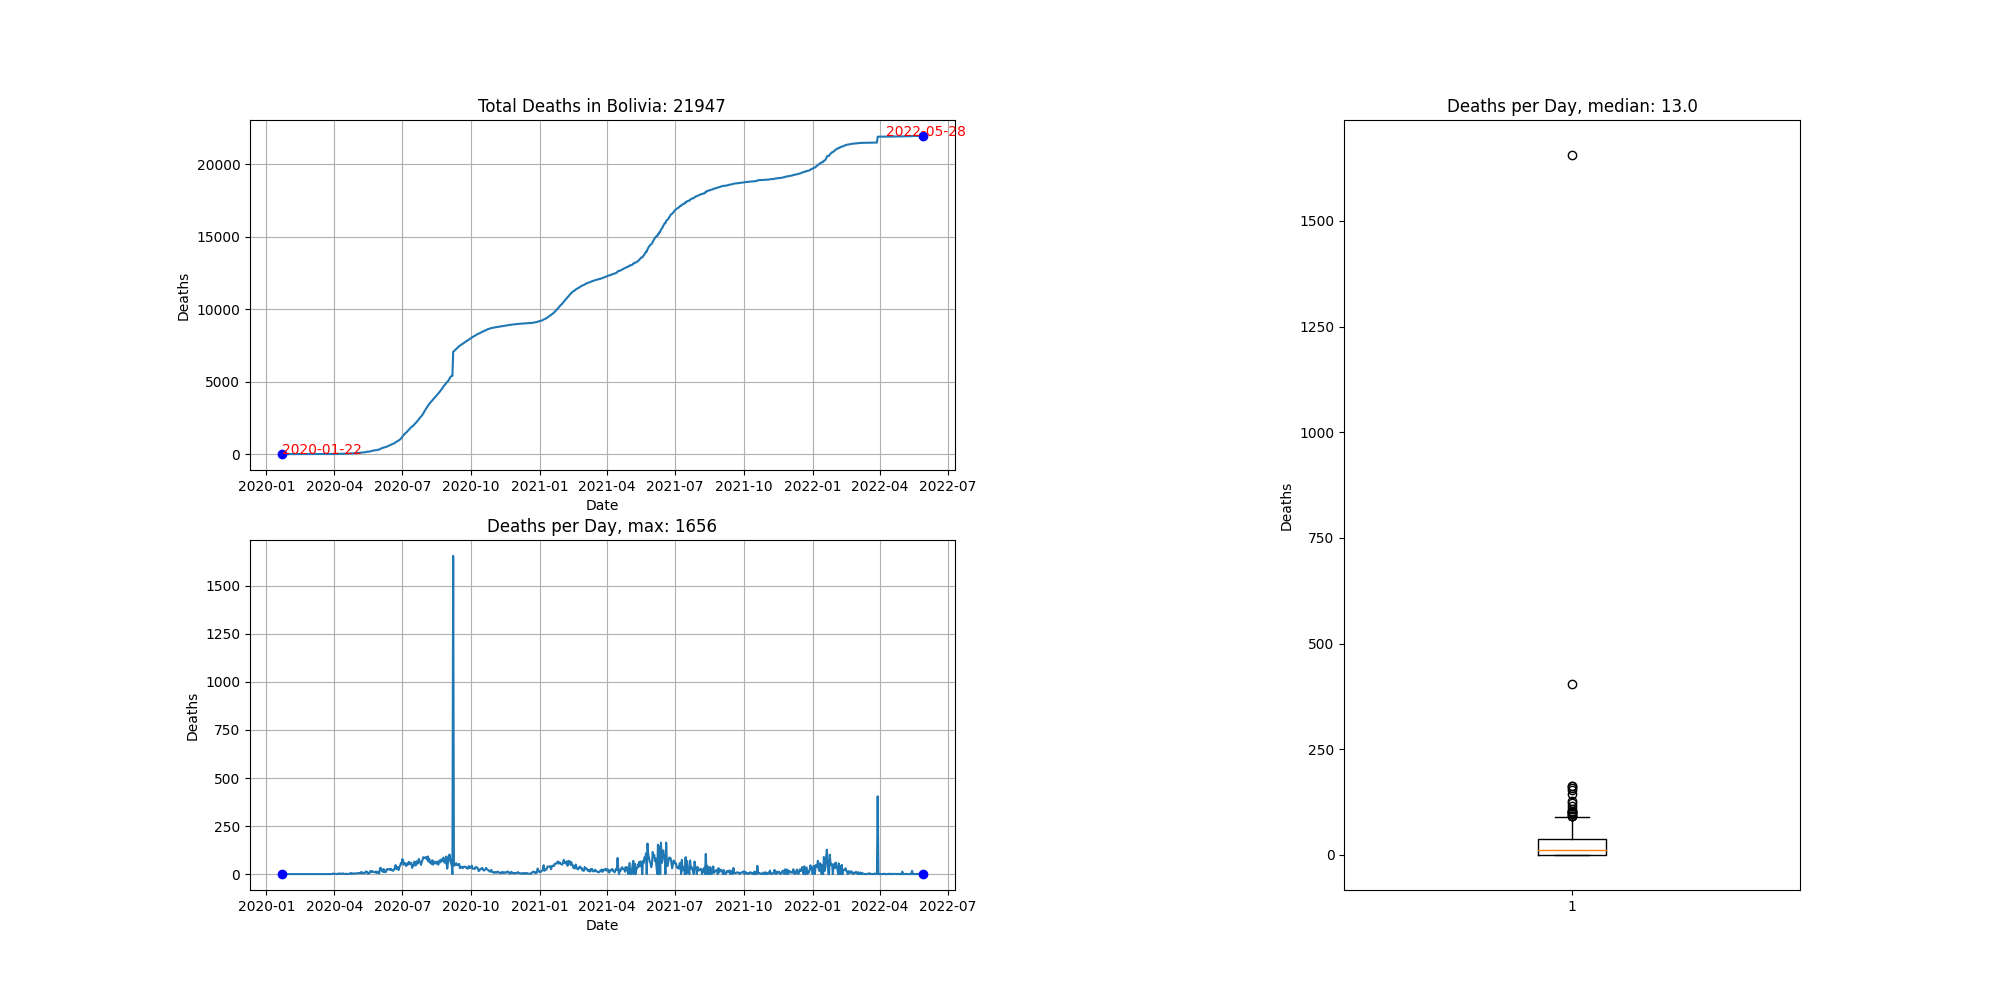 Total Deaths in Bolivia: 21947
Deaths
20000
15000
10000
5000
0
2020-01-22
2022-05-28
2020-01 2020-04 2020-07 2020-10 2021-01 2021-04 2021-07 2021-10 2022-01 2022-04 2022-07
Date
Deaths per Day, max: 1656
Deaths
1500
1250
1000
750
500
250
0
2020-01 2020-04 2020-07 2020-10 2021-01 2021-04 2021-07 2021-10 2022-01 2022-04 2022-07
Date
Deaths per Day, median: 13.0
Deaths
1500
1250
1000
750
500
250
0
1